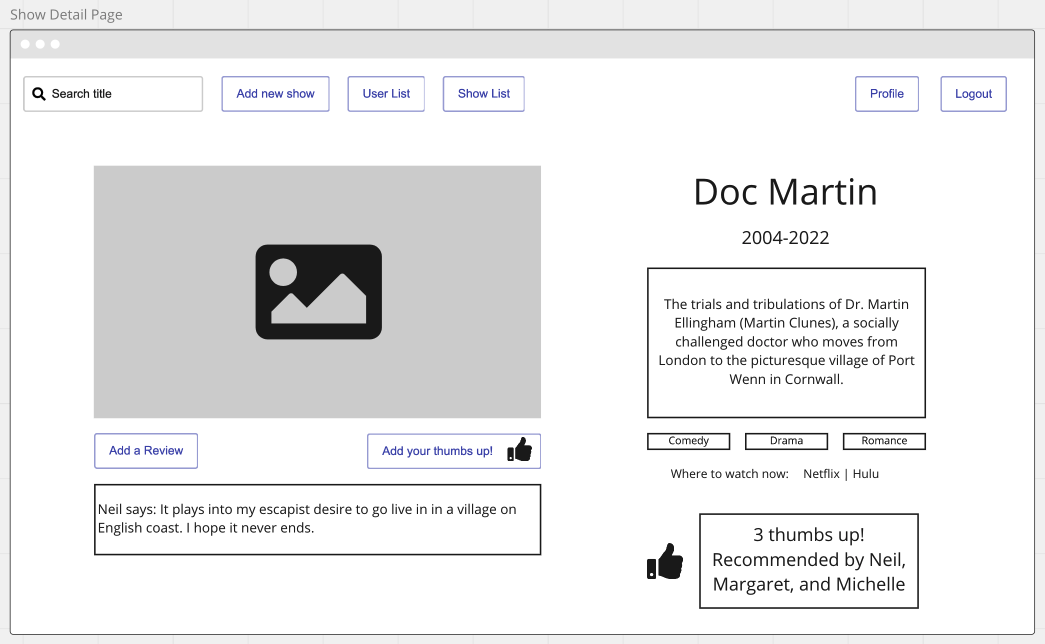 Show Detail Page
Search title
Add new show
User List
Show List
Profile
Logout
Doc Martin
2004-2022
The trials and tribulations of Dr. Martin
Ellingham (Martin Clunes), a socially
challenged doctor who moves from
London to the picturesque village of Port
Wenn in Cornwall.
Add a Review
Add your thumbs up!
Comedy
Drama
Romance
Where to watch now: Netflix | Hulu
Neil says: It plays into my escapist desire to go live in in a village on
English coast. I hope it never ends.
3 thumbs up!
Recommended by Neil,
Margaret, and Michelle